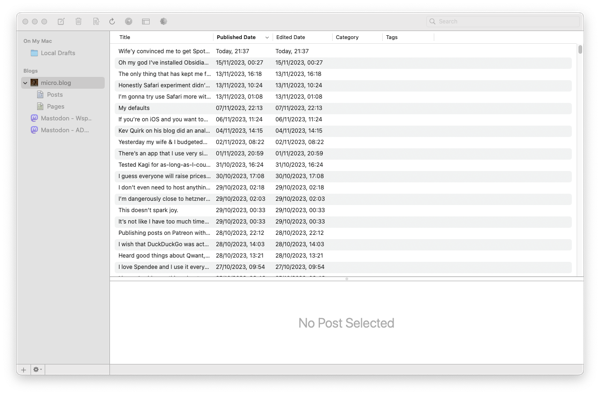 Search
On My Mac
Local Drafts
Blogs
micro.blog
Posts
Pages
Mastodon – Wsp...
Mastodon – AD...
Title Published Date Edited Date Category Tags
Wife'y convinced me to get Spot... Today, 21:37 Today, 21:37
Oh my god I've installed Obsidia... 15/11/2023, 00:27 15/11/2023, 00:27
The only thing that has kept me f... 13/11/2023, 16:18 13/11/2023, 16:18
Honestly Safari experiment didn'... 13/11/2023, 10:24 13/11/2023, 10:24
I'm gonna try use Safari more wit... 13/11/2023, 01:08 13/11/2023, 01:08
My defaults 07/11/2023, 22:13 07/11/2023, 22:13
If you're on iOS and you want to... 06/11/2023, 11:24 06/11/2023, 11:24
Kev Quirk on his blog did an anal... 04/11/2023, 14:15 04/11/2023, 14:15
Yesterday my wife & I budgeted... 02/11/2023, 08:22 02/11/2023, 08:22
There's an app that I use very si... 01/11/2023, 20:59 01/11/2023, 20:59
Tested Kagi for as-long-as-I-cou... 31/10/2023, 16:24 31/10/2023, 16:24
I guess everyone will raise prices... 30/10/2023, 17:08 30/10/2023, 17:08
I don't even need to host anythin... 29/10/2023, 02:18 29/10/2023, 02:18
I'm dangerously close to hetzner... 29/10/2023, 02:03 29/10/2023, 02:03
This doesn't spark joy. 29/10/2023, 00:33 29/10/2023, 00:33
It's not like I have too much time... 29/10/2023, 00:33 29/10/2023, 00:33
Publishing posts on Patreon with... 28/10/2023, 22:12 28/10/2023, 22:12
I wish that DuckDuckGo was act... 28/10/2023, 14:03 28/10/2023, 14:03
Heard good things about Qwant,... 28/10/2023, 13:21 28/10/2023, 13:21
I love Spendee and I use it every... 27/10/2023, 09:54 27/10/2023, 09:54
No Post Selected